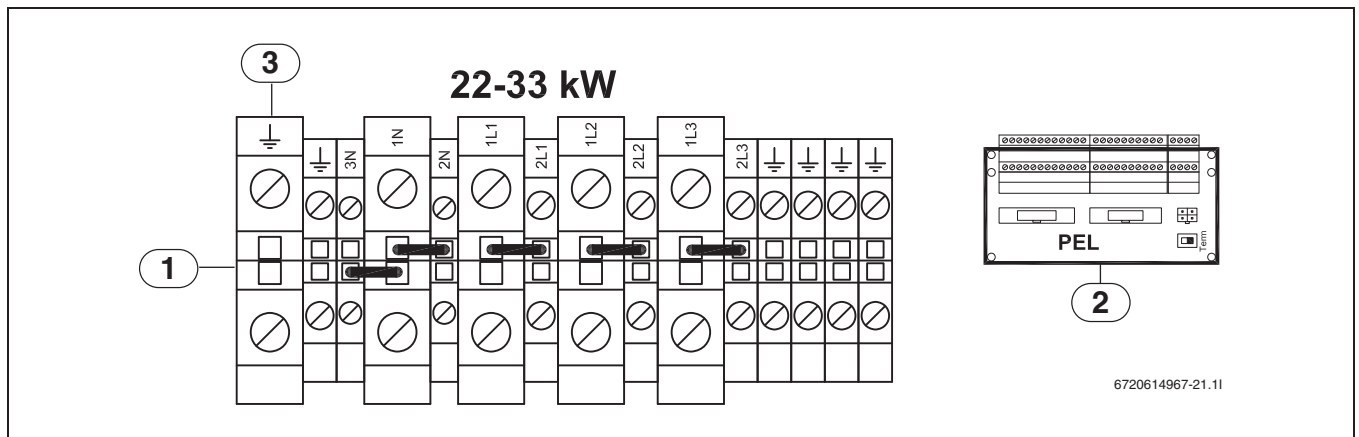 3
22-33 kW
3N
1N
2N
1L1
2L1
1L2
2L2
1L3
2L3
1
PEL
Term
2
6720614967-21.1I